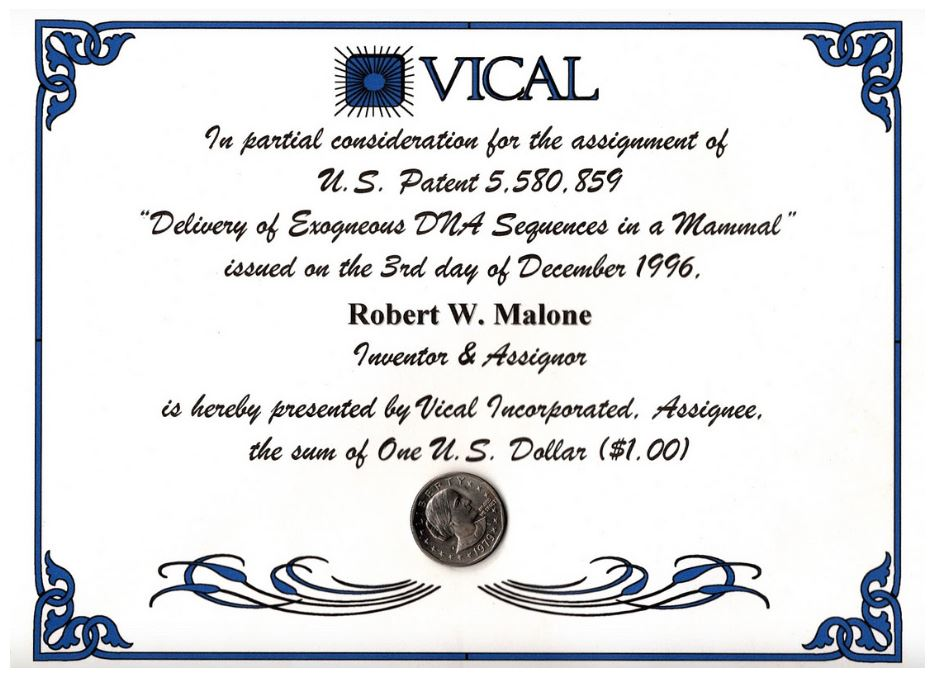 VICAL
In partial consideration for the assignment of
U.S. Patent 5,580,859
"Delivery of Exogneous DNA Sequences in a Mammal"
issued on the 3rd day of December 1996,
Robert W. Malone
Inventor & Assignor
is hereby presented by Vical Incorporated, Assignee,
the sum of One U.S. Dollar ($1.00)
LIBERTY
1979